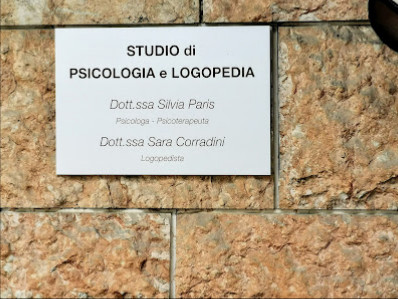 STUDIO di
PSICOLOGIA e LOGOPEDIA
Dott.ssa Silvia Paris
Psicologa - Psicoterapeuta
Dott.ssa Sara Corradini
Logopedista